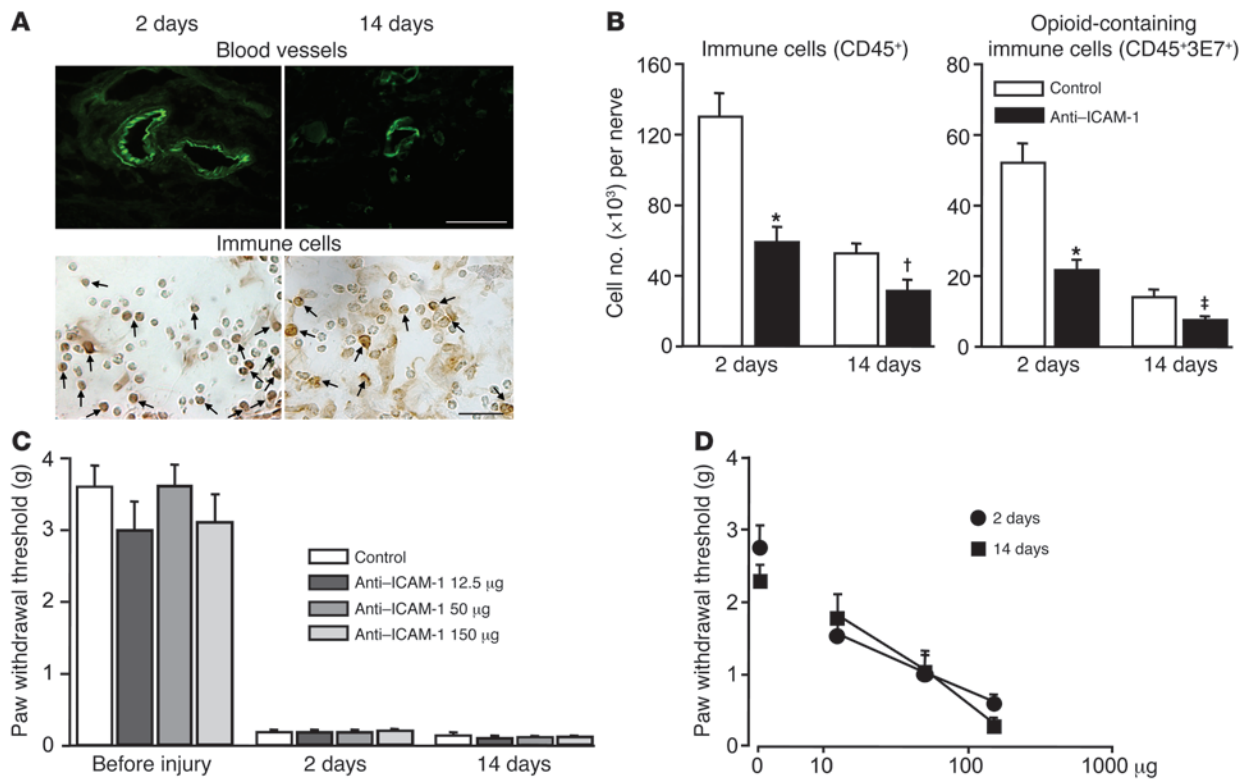 A
2 days 14 days
Blood vessels
Immune cells
B
Immune cells (CD45⁺)
Opioid-containing
immune cells (CD45⁺3E7⁺)
Cell no. (×10³) per nerve
160
120
80
40
0
*
†
2 days 14 days
80
60
40
20
0
Control
Anti–ICAM-1
*
‡
2 days 14 days
C
Paw withdrawal threshold (g)
4
3
2
1
0
Control
Anti–ICAM-1 12.5 μg
Anti–ICAM-1 50 μg
Anti–ICAM-1 150 μg
Before injury 2 days 14 days
D
Paw withdrawal threshold (g)
4
3
2
1
0
2 days
14 days
0 10 100 1000 μg